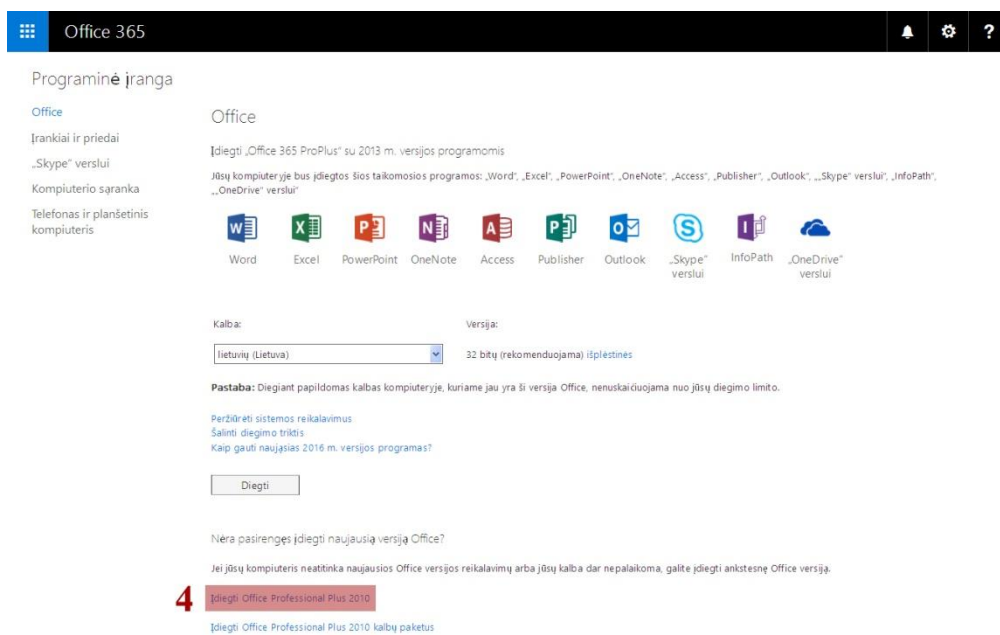 Office 365
?
Programinė įranga
Office
Įrankiai ir priedai
„Skype“ verslui
Kompiuterio sąranka
Telefonas ir planšetinis
kompiuteris
Office
Įdiegti „Office 365 ProPlus“ su 2013 m. versijos programomis
Jūsų kompiuteryje bus įdiegtos šios taikomosios programos: „Word“, „Excel“, „PowerPoint“, „OneNote“, „Access“, „Publisher“, „Outlook“, „„Skype“ verslui“, „InfoPath“,
„„OneDrive“ verslui“
Word Excel PowerPoint OneNote Access Publisher Outlook „Skype“ verslui InfoPath „OneDrive“ verslui
Kalba: Versija:
lietuvių (Lietuva) 32 bitų (rekomenduojama) išplėstinės
Pastaba: Diegiant papildomas kalbas kompiuteryje, kuriame jau yra ši versija Office, nenuskaičiuojama nuo jūsų diegimo limito.
Peržiūrėti sistemos reikalavimus
Šalinti diegimo triktis
Kaip gauti naująsias 2016 m. versijos programas?
Diegti
Nėra pasirengęs įdiegti naujausią versiją Office?
Jei jūsų kompiuteris neatitinka naujausios Office versijos reikalavimų arba jūsų kalba dar nepalaikoma, galite įdiegti ankstesnę Office versiją.
4 Įdiegti Office Professional Plus 2010
Įdiegti Office Professional Plus 2010 kalbų paketus